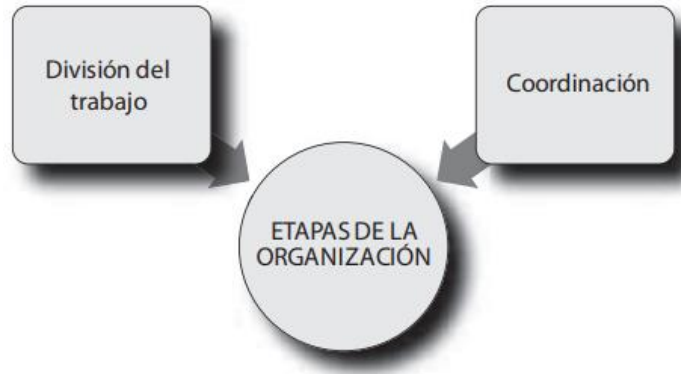 División del
trabajo
Coordinación
ETAPAS DE LA
ORGANIZACIÓN